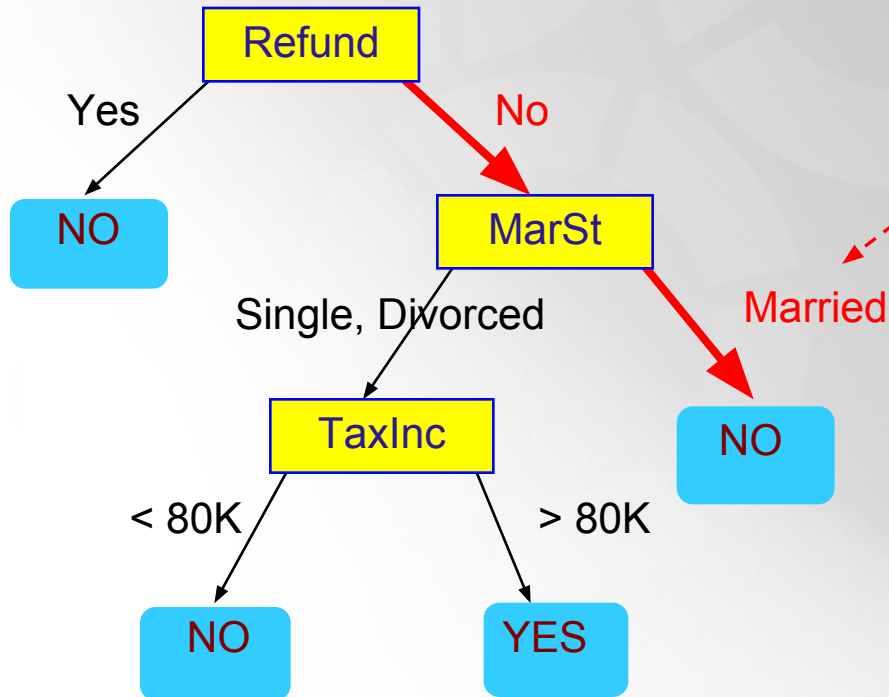 Refund
Yes
No
NO
MarSt
Single, Divorced
Married
TaxInc
NO
< 80K
> 80K
NO
YES